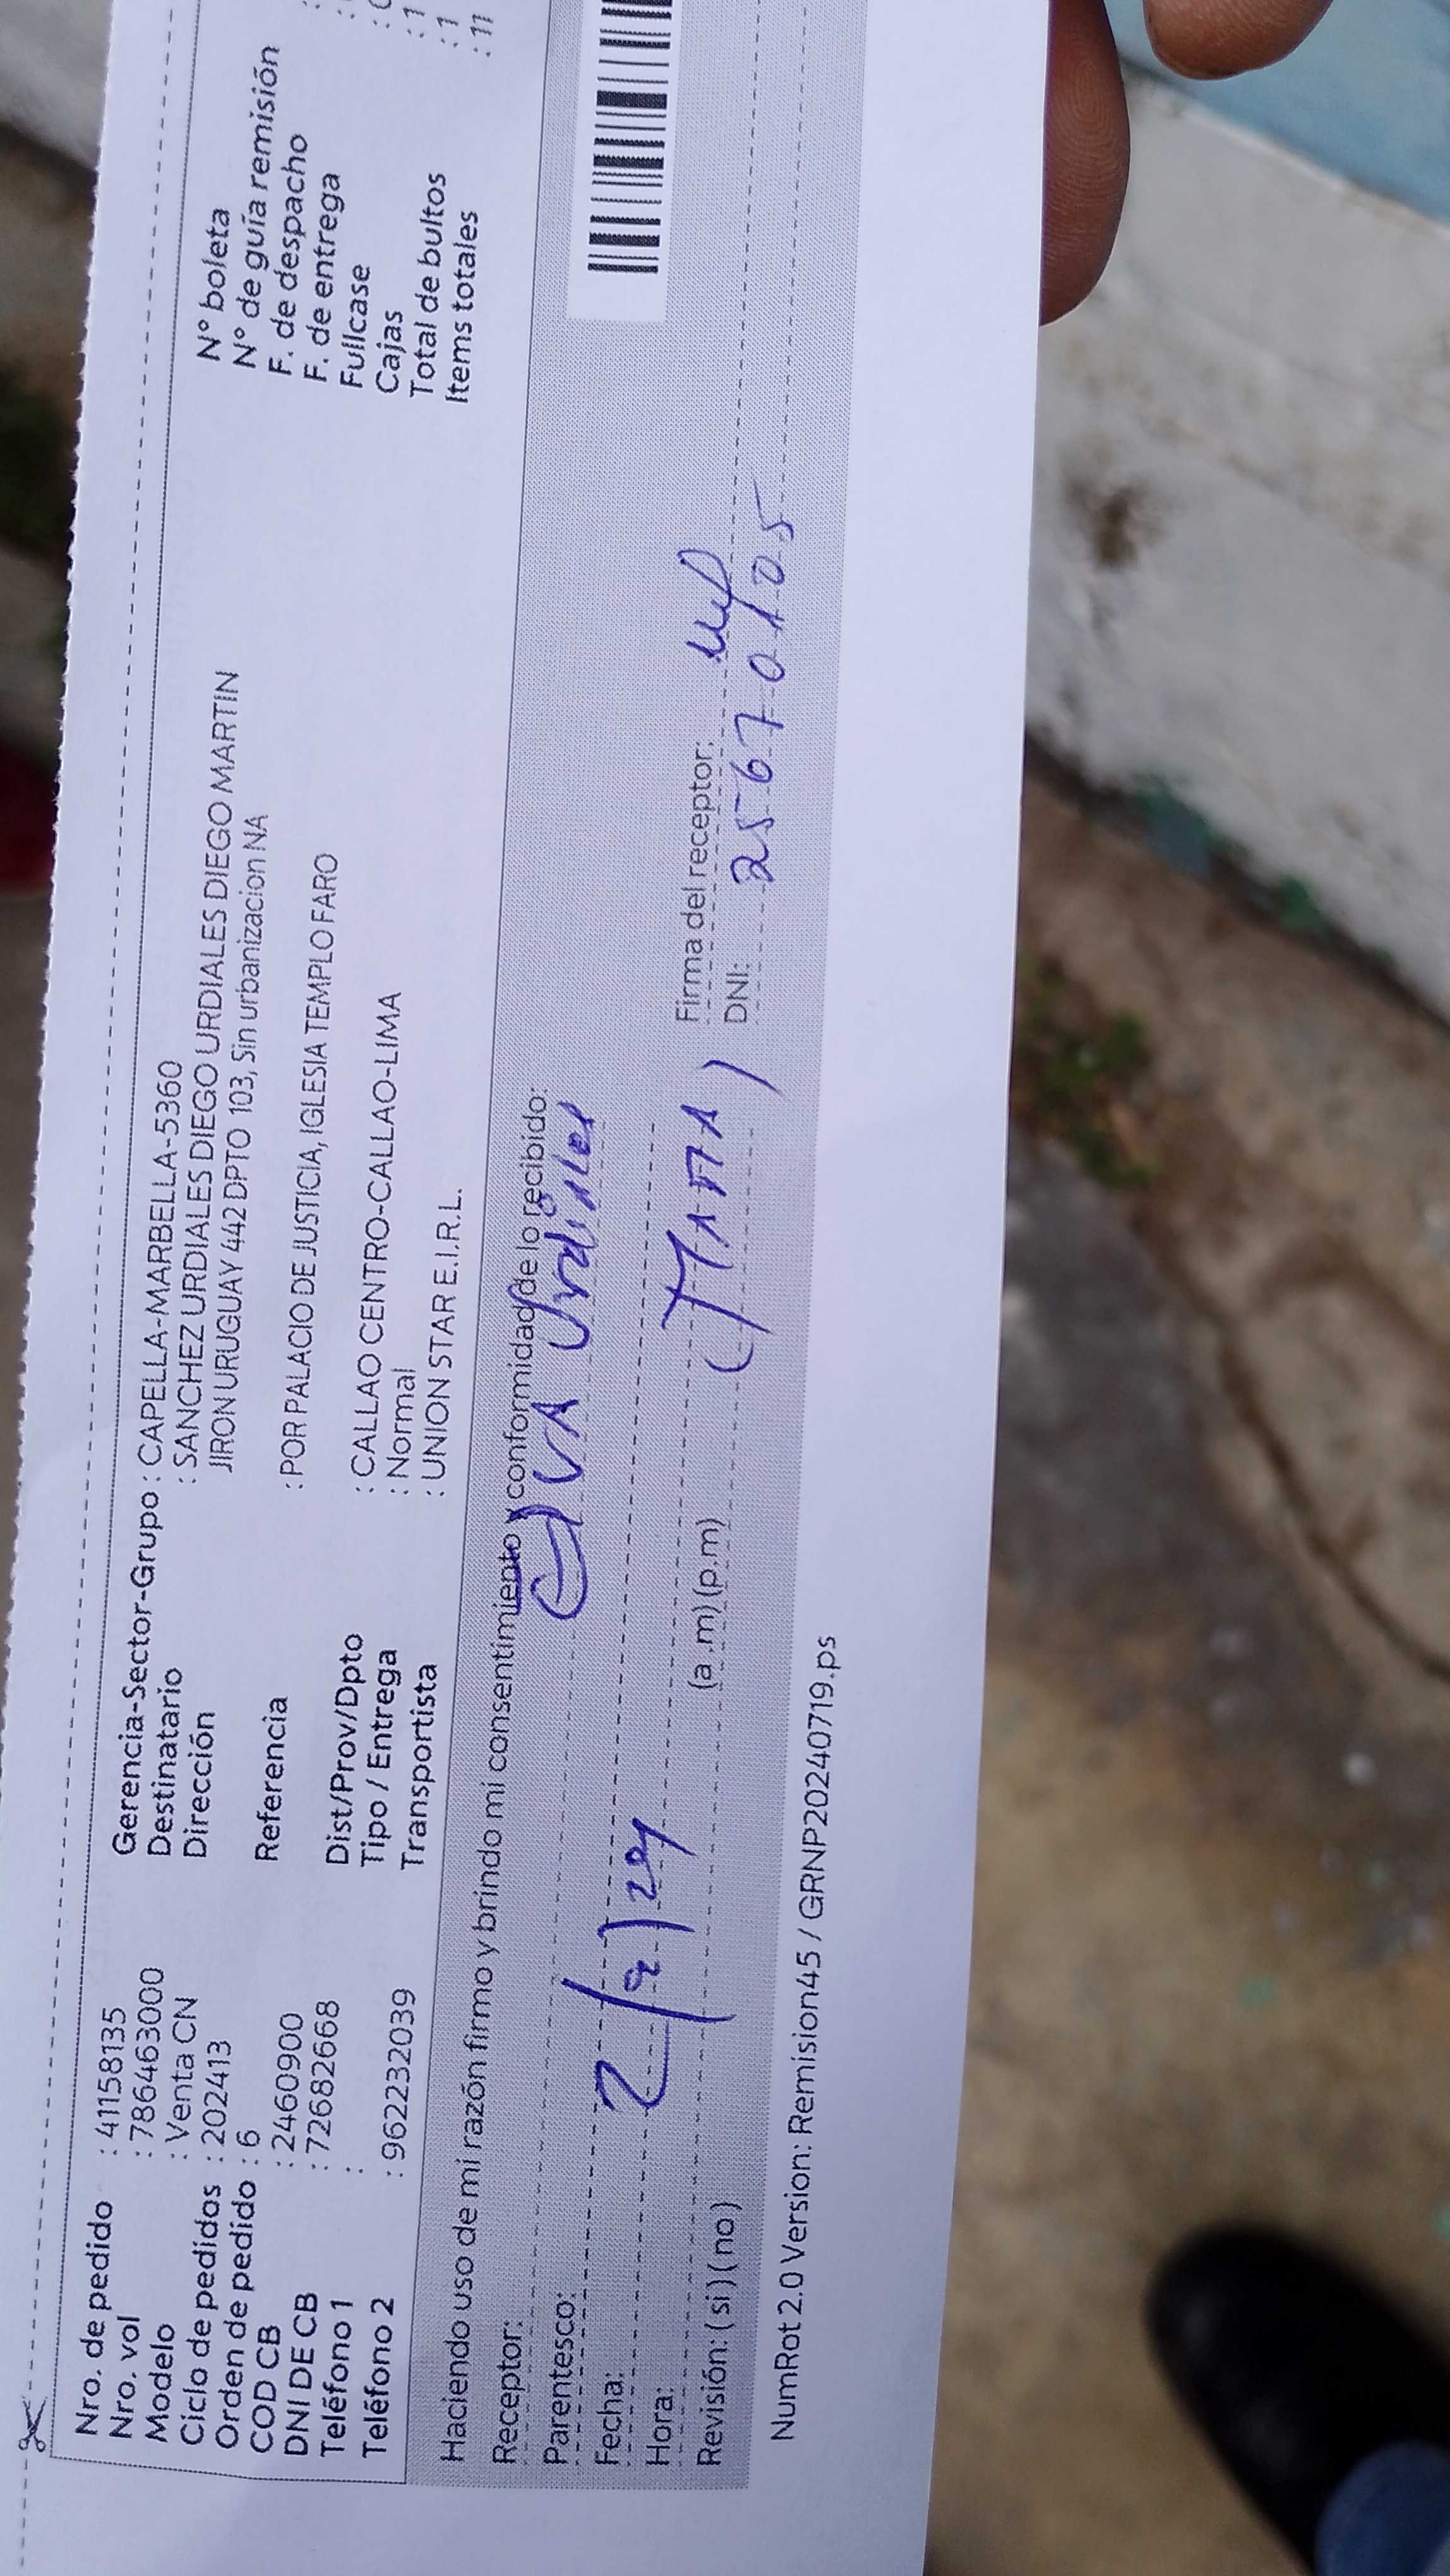 Nro. de pedido : 41158135
Nro. vol : 786463000
Modelo : Venta CN
Ciclo de pedidos : 202413
Orden de pedido : 6
COD CB : 2460900
DNI DE CB : 72682668
Teléfono 1 :
Teléfono 2 : 962232039
Gerencia-Sector-Grupo : CAPELLA-MARBELLA-5360
Destinatario : SANCHEZ URDIALES DIEGO URDIALES DIEGO MARTIN
Dirección JIRON URUGUAY 442 DPTO 103, Sin urbanizacion NA
Referencia : POR PALACIO DE JUSTICIA, IGLESIA TEMPLO FARO
Dist/Prov/Dpto : CALLAO CENTRO-CALLAO-LIMA
Tipo / Entrega : Normal
Transportista : UNION STAR E.I.R.L.
N° boleta
N° de guía remisión
F. de despacho
F. de entrega
Fullcase
Cajas : 1
Total de bultos : 1
Items totales : 11
Haciendo uso de mi razón firmo y brindo mi consentimiento y conformidad de lo recibido:
Receptor: EVA Urdiales
Parentesco:
Fecha:
Hora: (a.m) (p.m)
Revisión: ( si ) ( no )
Firma del receptor:
DNI: 25670105
NumRot 2.0 Version: Remision45 / GRNP20240719.ps